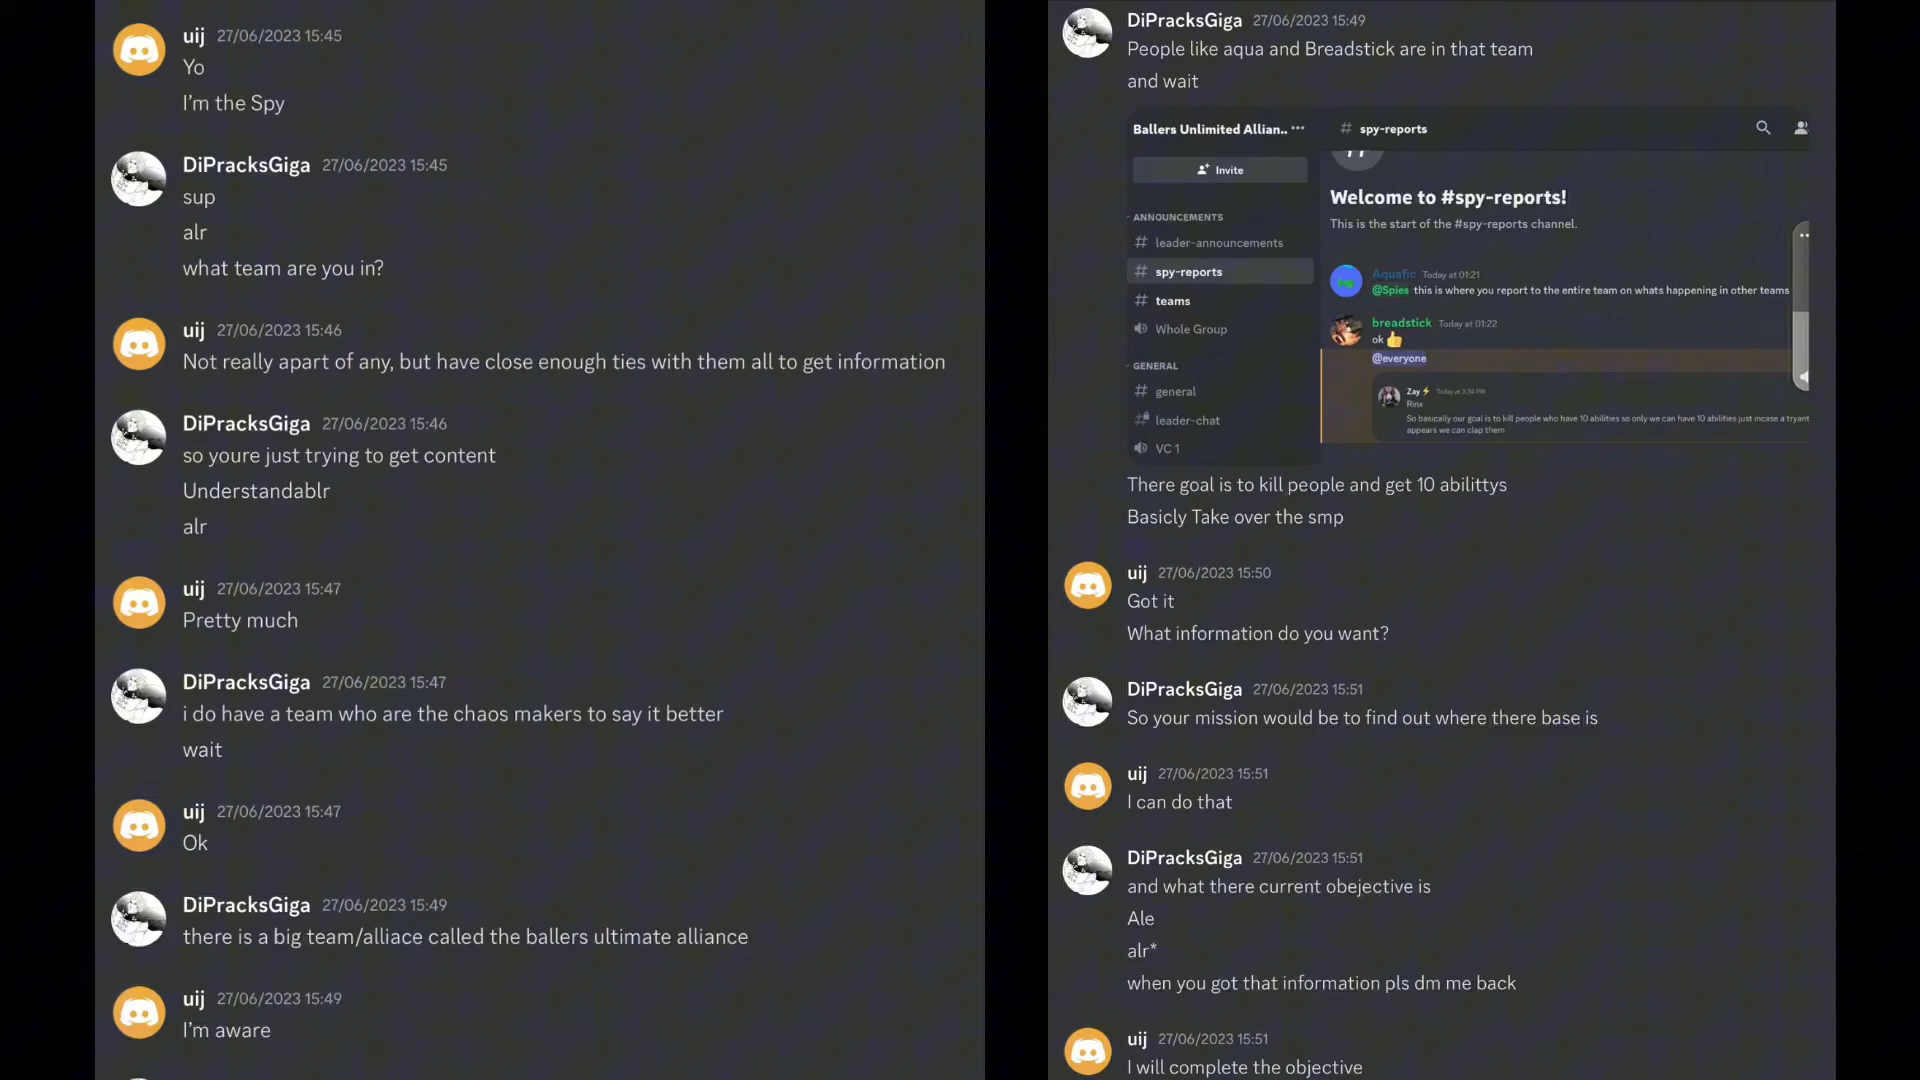 uij 27/06/2023 15:45
Yo
I'm the Spy
DiPracksGiga 27/06/2023 15:45
sup
alr
what team are you in?
uij 27/06/2023 15:46
Not really apart of any, but have close enough ties with them all to get information
DiPracksGiga 27/06/2023 15:46
so youre just trying to get content
Understandablr
alr
uij 27/06/2023 15:47
Pretty much
DiPracksGiga 27/06/2023 15:47
i do have a team who are the chaos makers to say it better
wait
uij 27/06/2023 15:47
Ok
DiPracksGiga 27/06/2023 15:49
there is a big team/alliace called the ballers ultimate alliance
uij 27/06/2023 15:49
I'm aware
DiPracksGiga 27/06/2023 15:49
People like aqua and Breadstick are in that team
and wait
Ballers Unlimited Allian.. ···
Invite
ANNOUNCEMENTS
# leader-announcements
# spy-reports
# teams
Whole Group
GENERAL
# general
# leader-chat
VC 1
# spy-reports
Welcome to #spy-reports!
This is the start of the #spy-reports channel.
Aquafic Today at 01:21
@Spies this is where you report to the entire team on whats happening in other teams
breadstick Today at 01:22
ok 👍
@everyone
Zay⚡ Today at 3:54 PM
Rinx
So basically our goal is to kill people who have 10 abilities so only we can have 10 abilities just incase a tryant
appears we can clap them
There goal is to kill people and get 10 abilittys
Basicly Take over the smp
uij 27/06/2023 15:50
Got it
What information do you want?
DiPracksGiga 27/06/2023 15:51
So your mission would be to find out where there base is
uij 27/06/2023 15:51
I can do that
DiPracksGiga 27/06/2023 15:51
and what there current obejective is
Ale
alr*
when you got that information pls dm me back
uij 27/06/2023 15:51
I will complete the objective